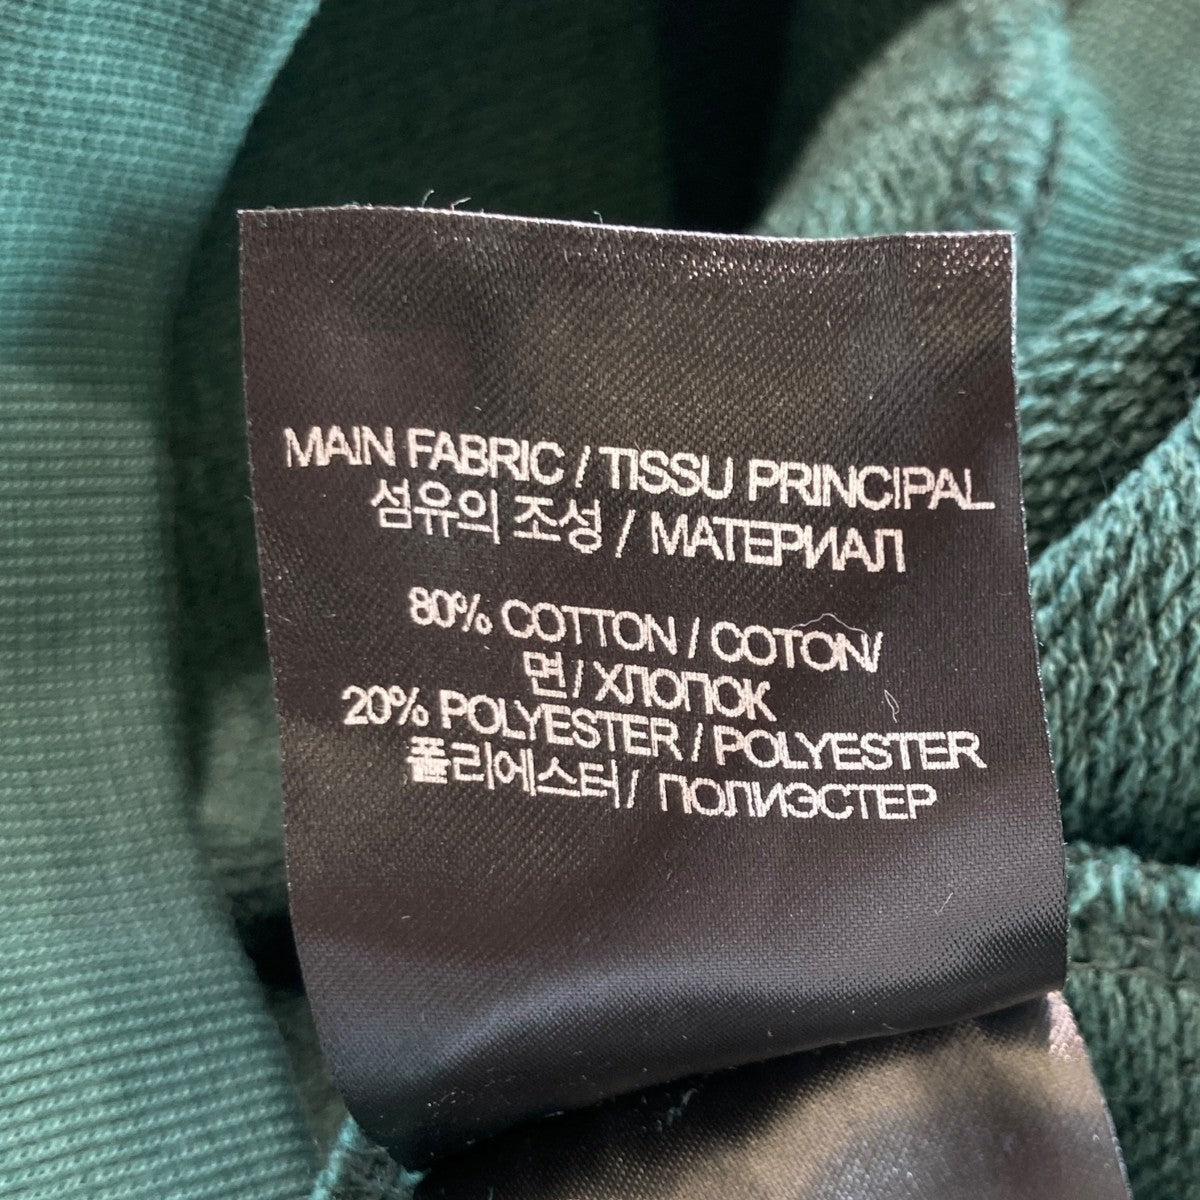 MAIN FABRIC / TISSU PRINCIPAL
섬유의 조성 / МАТЕРИАЛ
80% COTTON / COTON/
면 / ХЛОПОК
20% POLYESTER / POLYESTER
폴리에스터 / ПОЛИЭСТЕР